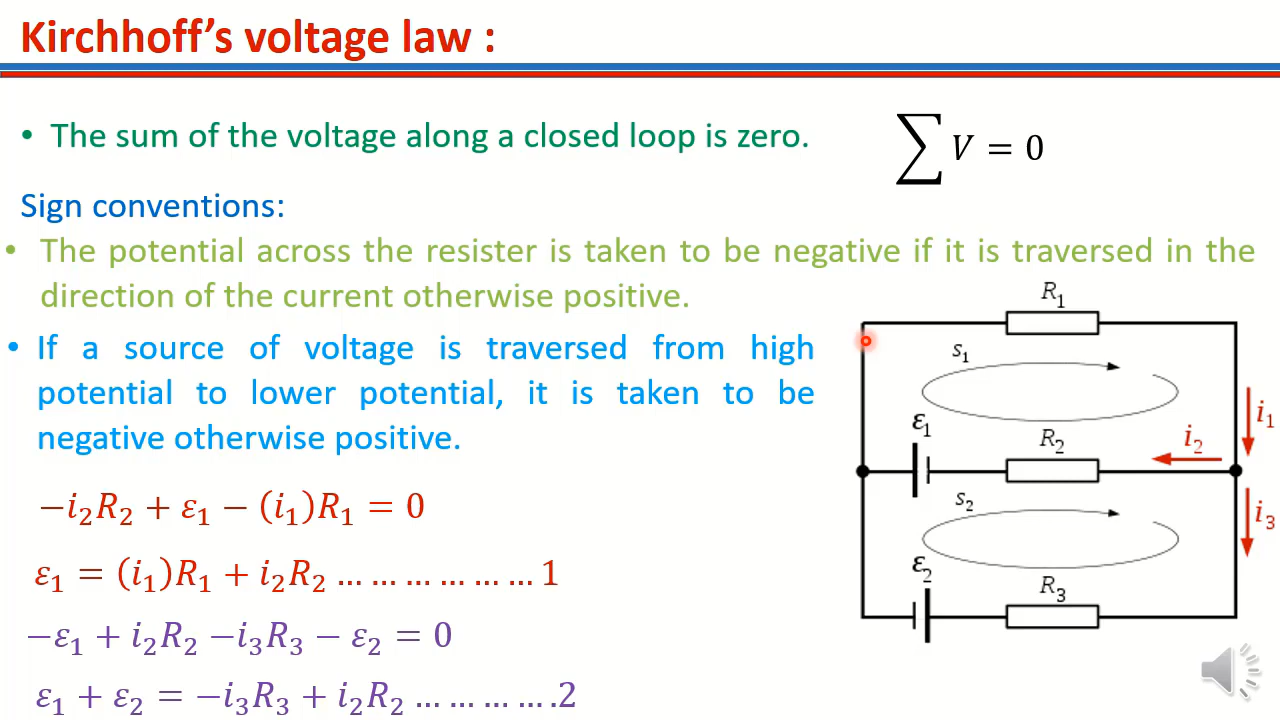 Kirchhoff's voltage law :
• The sum of the voltage along a closed loop is zero.
∑ V = 0
Sign conventions:
• The potential across the resister is taken to be negative if it is traversed in the
direction of the current otherwise positive.
• If a source of voltage is traversed from high
potential to lower potential, it is taken to be
negative otherwise positive.
−i₂R₂ + ε₁ − (i₁)R₁ = 0
ε₁ = (i₁)R₁ + i₂R₂ … … … … … … 1
−ε₁ + i₂R₂ −i₃R₃ − ε₂ = 0
ε₁ + ε₂ = −i₃R₃ + i₂R₂ … … … ….2
R₁
s₁
i₁
ε₁
R₂
i₂
s₂
i₃
ε₂
R₃